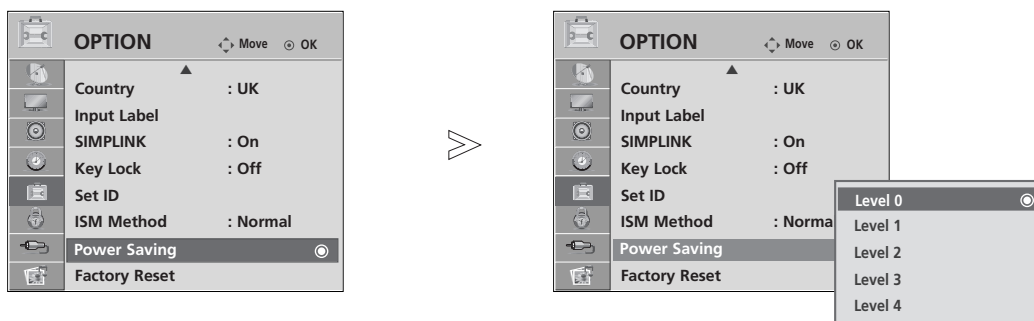 OPTION Move OK
Country : UK
Input Label
SIMPLINK : On
Key Lock : Off
Set ID
ISM Method : Normal
Power Saving
Factory Reset
OPTION Move OK
Country : UK
Input Label
SIMPLINK : On
Key Lock : Off
Set ID
ISM Method : Norma
Power Saving
Factory Reset
Level 0
Level 1
Level 2
Level 3
Level 4